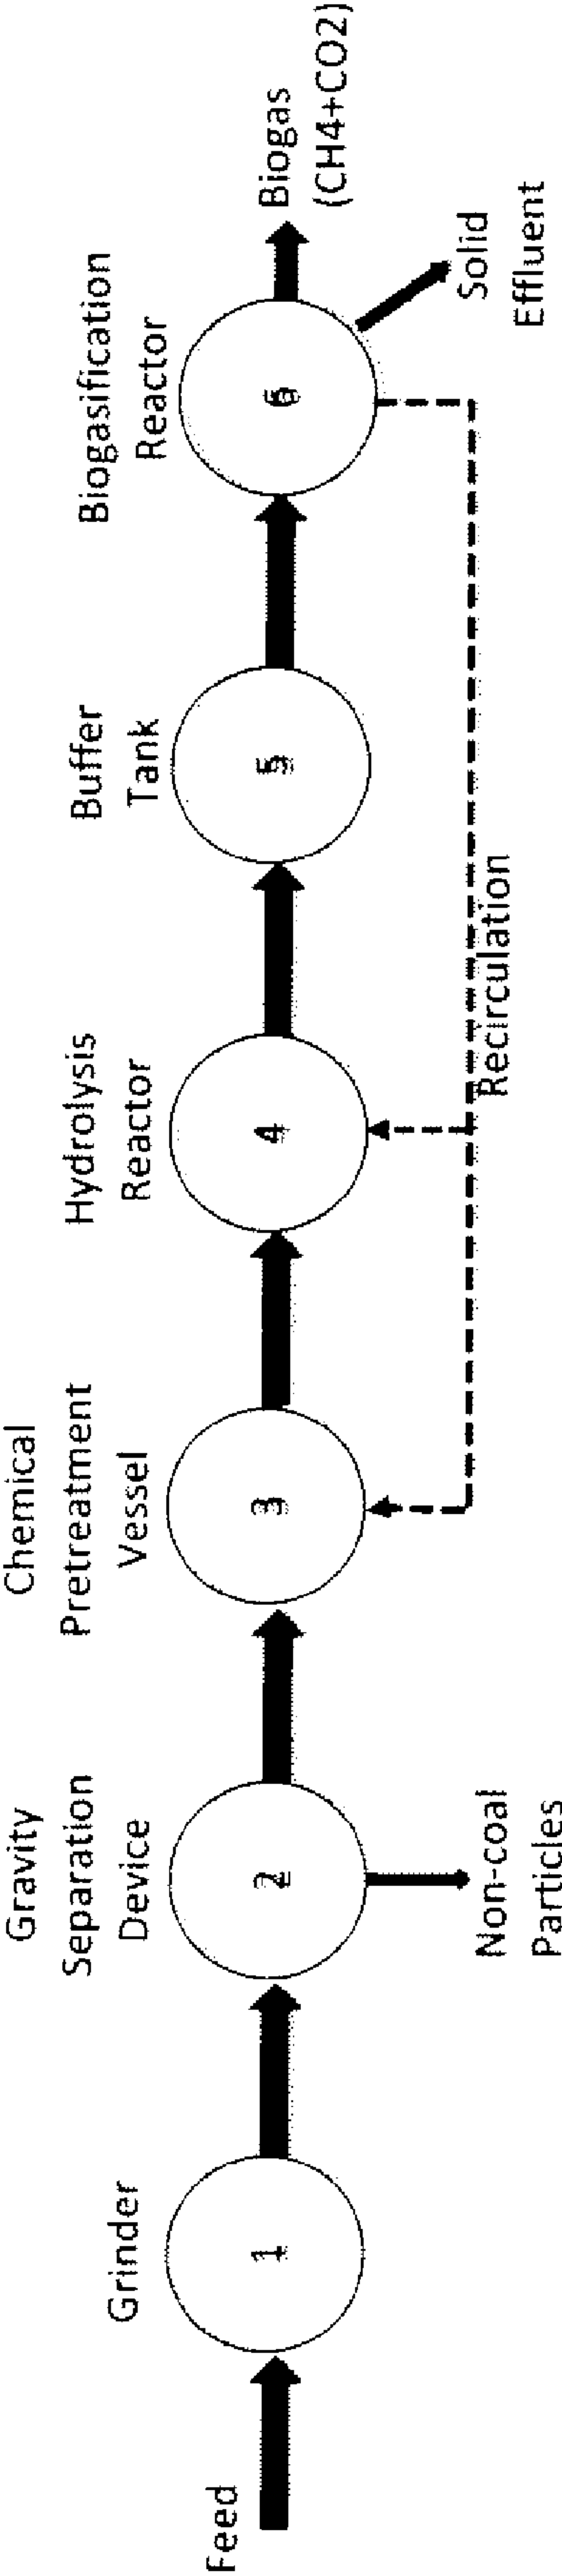 Feed
Grinder
1
Gravity
Separation
Device
2
Non-coal
Particles
Chemical
Pretreatment
Vessel
3
Hydrolysis
Reactor
4
Recirculation
Buffer
Tank
5
Biogasification
Reactor
6
Biogas
(CH4+CO2)
Solid
Effluent